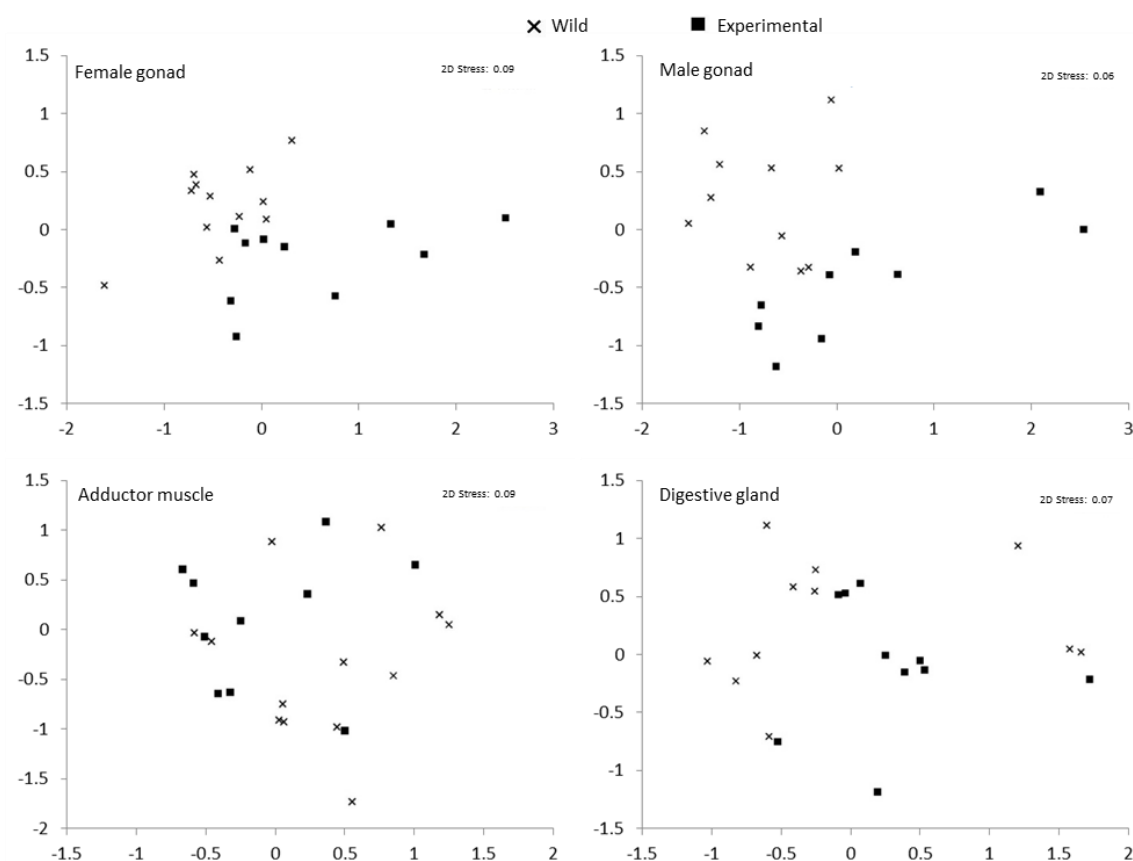 Wild Experimental
Female gonad
2D Stress: 0.09
1.5
1
0.5
0
-0.5
-1
-1.5
-2 -1 0 1 2 3
Male gonad
2D Stress: 0.06
1.5
1
0.5
0
-0.5
-1
-1.5
-2 -1 0 1 2 3
Adductor muscle
2D Stress: 0.09
1.5
1
0.5
0
-0.5
-1
-1.5
-2
-1.5 -1 -0.5 0 0.5 1 1.5 2
Digestive gland
2D Stress: 0.07
1.5
1
0.5
0
-0.5
-1
-1.5
-1.5 -1 -0.5 0 0.5 1 1.5 2